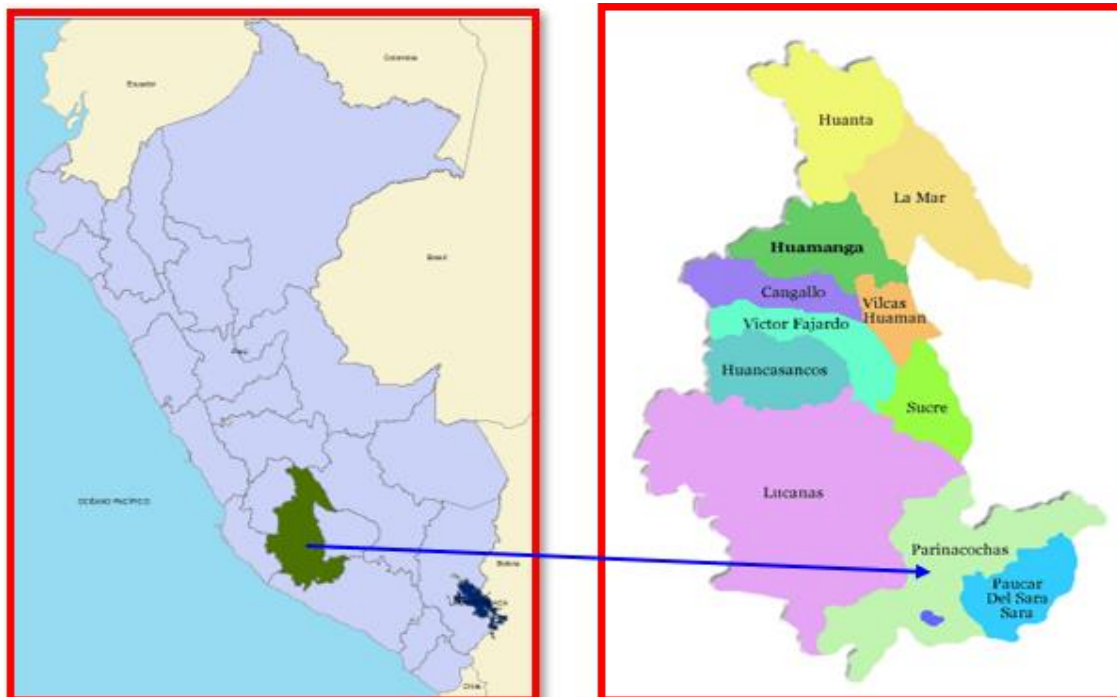 Colombia
Ecuador
Brasil
Perú
OCÉANO PACÍFICO
Bolivia
Chile
Huanta
La Mar
Huamanga
Cangallo
Vilcas
Huaman
Victor Fajardo
Huancasancos
Sucre
Lucanas
Parinacochas
Paucar
Del Sara
Sara